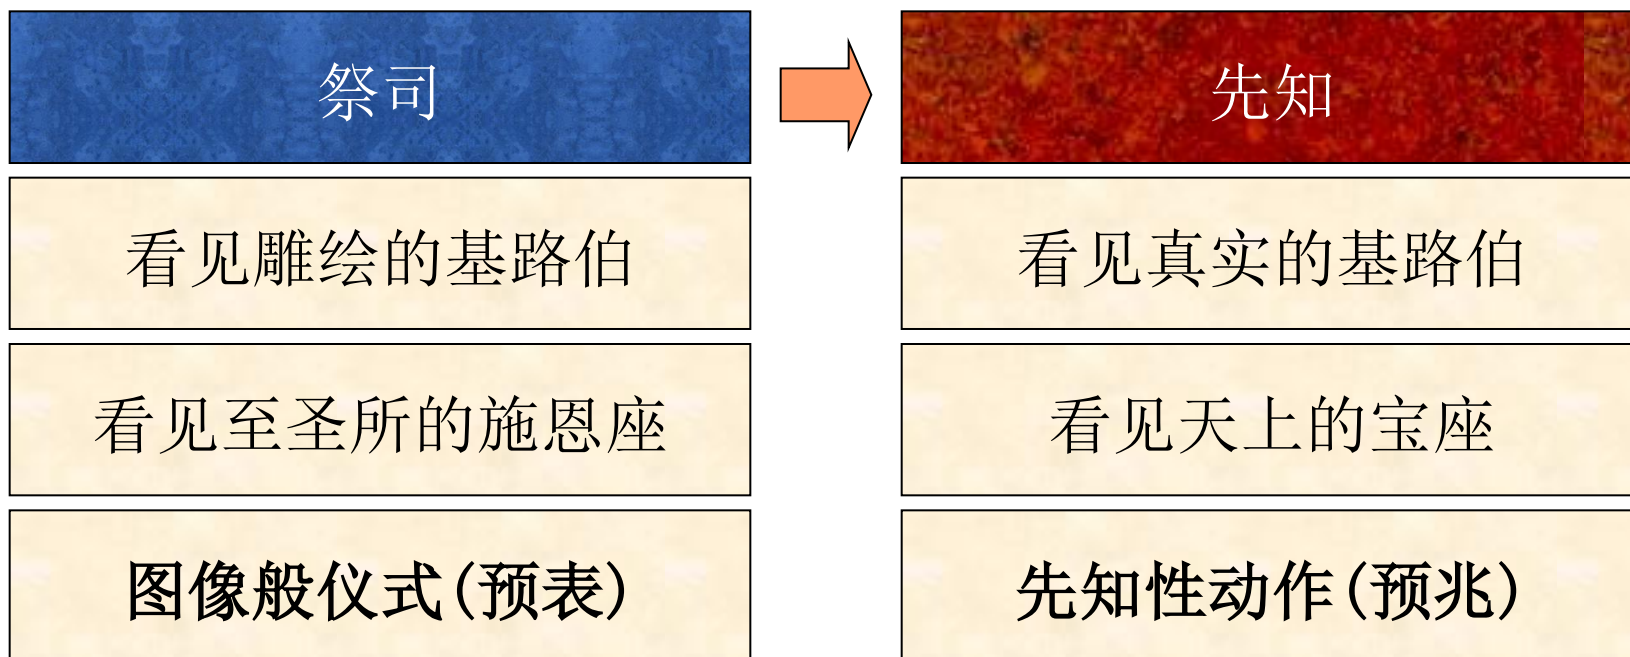 祭司
先知
看见雕绘的基路伯
看见真实的基路伯
看见至圣所的施恩座
看见天上的宝座
图像般仪式(预表)
先知性动作(预兆)